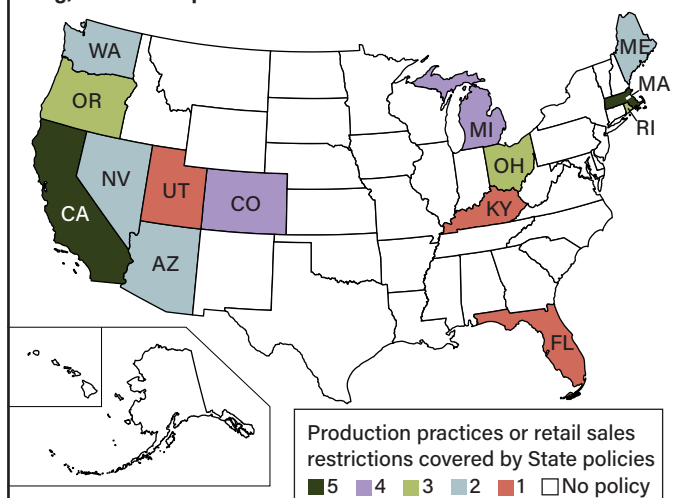 WA
ME
MA
OR
MI
RI
OH
NV
UT
CO
KY
CA
AZ
FL
Production practices or retail sales
restrictions covered by State policies
5 4 3 2 1 No policy